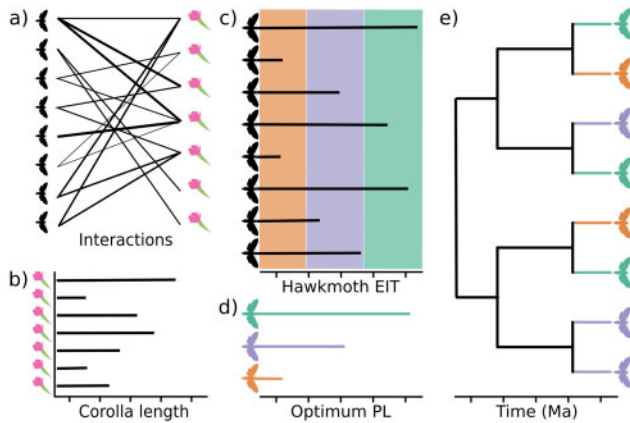 a)
c)
e)
Interactions
Hawkmoth EIT
b)
d)
Corolla length
Optimum PL
Time (Ma)